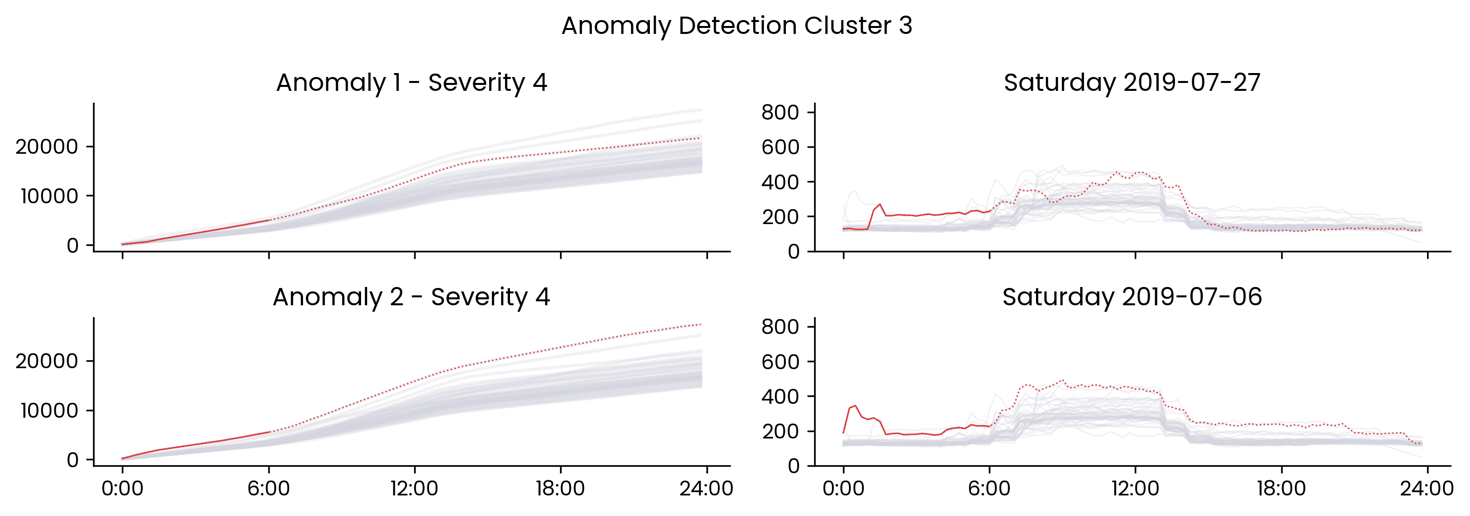 Anomaly Detection Cluster 3
Anomaly 1 - Severity 4
Saturday 2019-07-27
20000
10000
0
800
600
400
200
0
Anomaly 2 - Severity 4
Saturday 2019-07-06
20000
10000
0
800
600
400
200
0
0:00 6:00 12:00 18:00 24:00
0:00 6:00 12:00 18:00 24:00